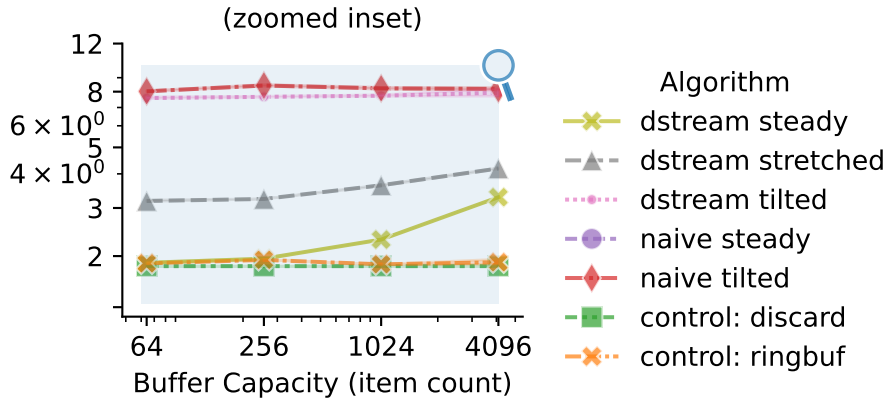 (zoomed inset)
12
8
6 × 10⁰
5
4 × 10⁰
3
2
64 256 1024 4096
Buffer Capacity (item count)
Algorithm
dstream steady
dstream stretched
dstream tilted
naive steady
naive tilted
control: discard
control: ringbuf